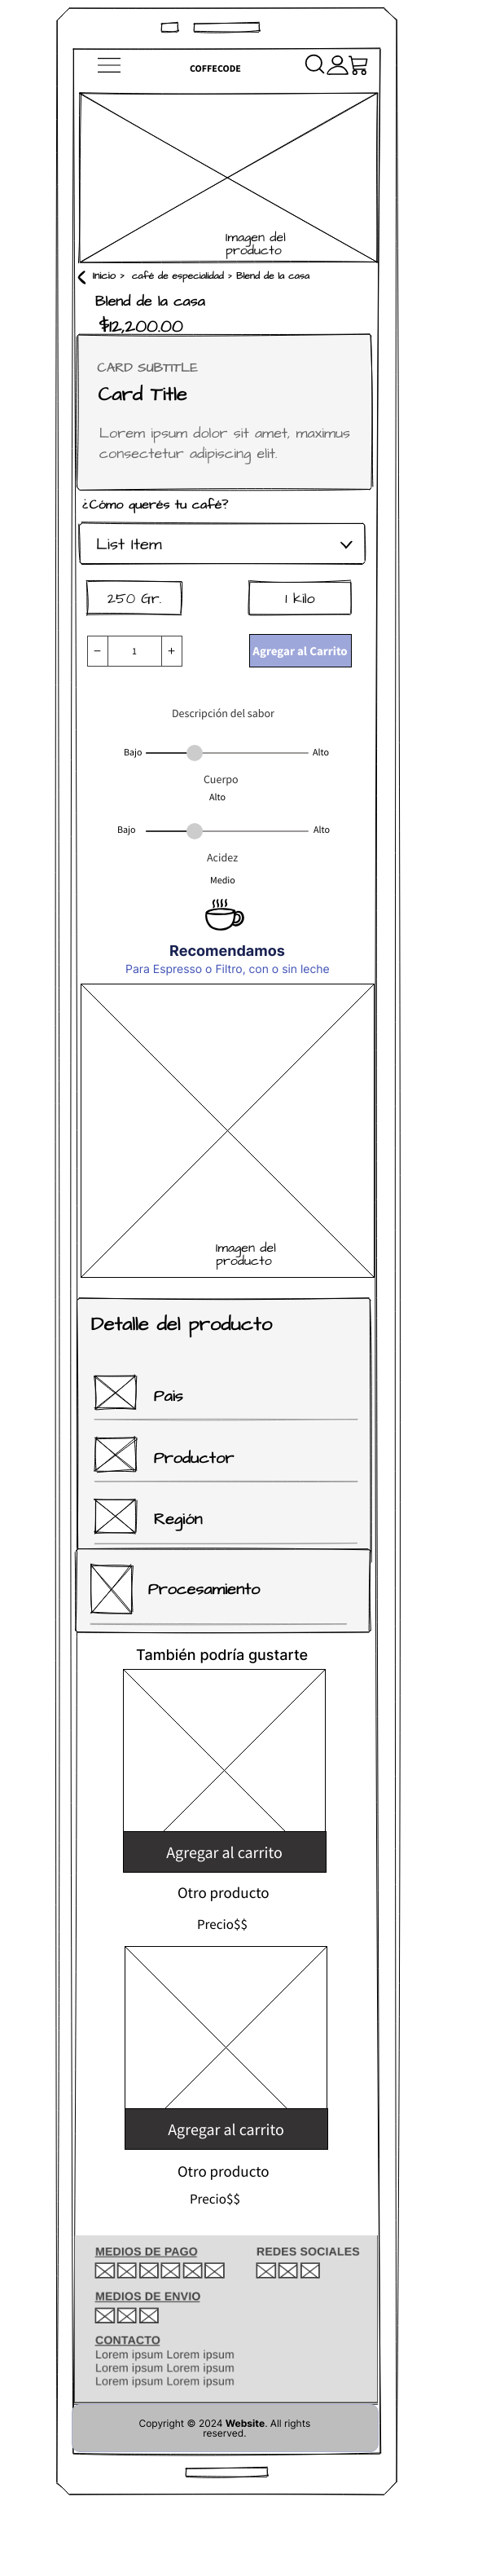 COFFECODE
Imagen del
producto
Inicio > café de especialidad > Blend de la casa
Blend de la casa
$12,200.00
CARD SUBTITLE
Card Title
Lorem ipsum dolor sit amet, maximus
consectetur adipiscing elit.
¿Cómo querés tu café?
List Item
250 Gr. 1 kilo
− 1 + Agregar al Carrito
Descripción del sabor
Bajo Alto
Cuerpo
Alto
Bajo Alto
Acidez
Medio
Recomendamos
Para Espresso o Filtro, con o sin leche
Imagen del
producto
Detalle del producto
Pais
Productor
Región
Procesamiento
También podría gustarte
Agregar al carrito
Otro producto
Precio$$
Agregar al carrito
Otro producto
Precio$$
MEDIOS DE PAGO REDES SOCIALES
MEDIOS DE ENVIO
CONTACTO
Lorem ipsum Lorem ipsum
Lorem ipsum Lorem ipsum
Lorem ipsum Lorem ipsum
Copyright © 2024 Website. All rights
reserved.